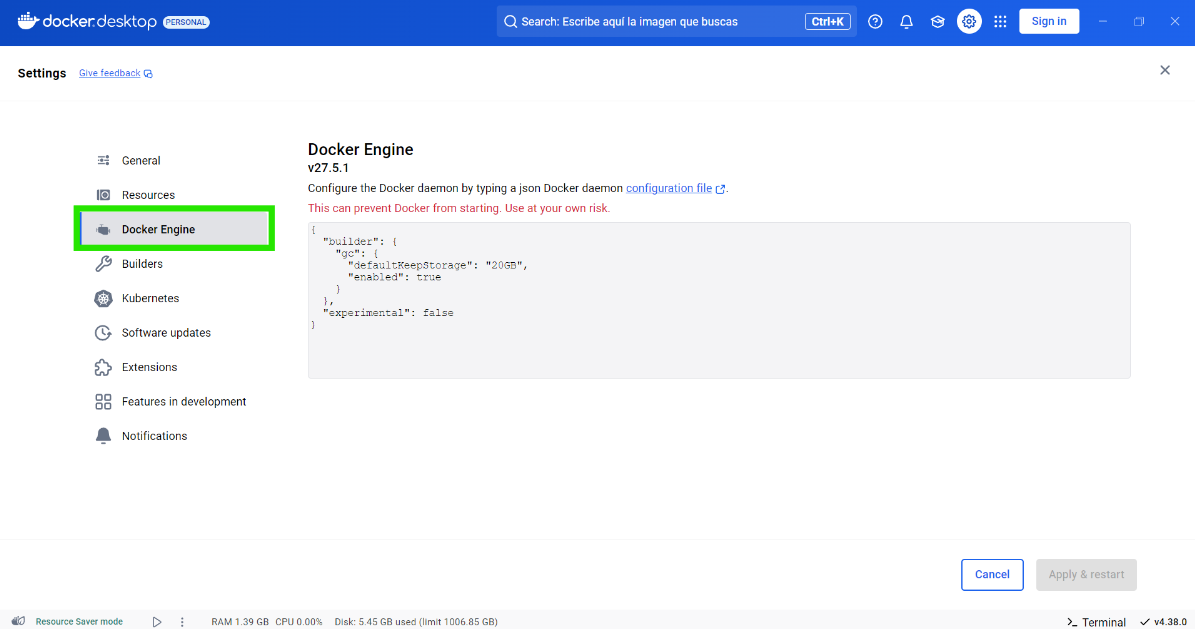 docker.desktop PERSONAL
Search: Escribe aquí la imagen que buscas Ctrl+K
Sign in
Settings Give feedback
General
Resources
Docker Engine
Builders
Kubernetes
Software updates
Extensions
Features in development
Notifications
Docker Engine
v27.5.1
Configure the Docker daemon by typing a json Docker daemon configuration file.
This can prevent Docker from starting. Use at your own risk.
{
  "builder": {
    "gc": {
      "defaultKeepStorage": "20GB",
      "enabled": true
    }
  },
  "experimental": false
}
Cancel Apply & restart
Resource Saver mode RAM 1.39 GB CPU 0.00% Disk: 5.45 GB used (limit 1006.85 GB) Terminal v4.38.0